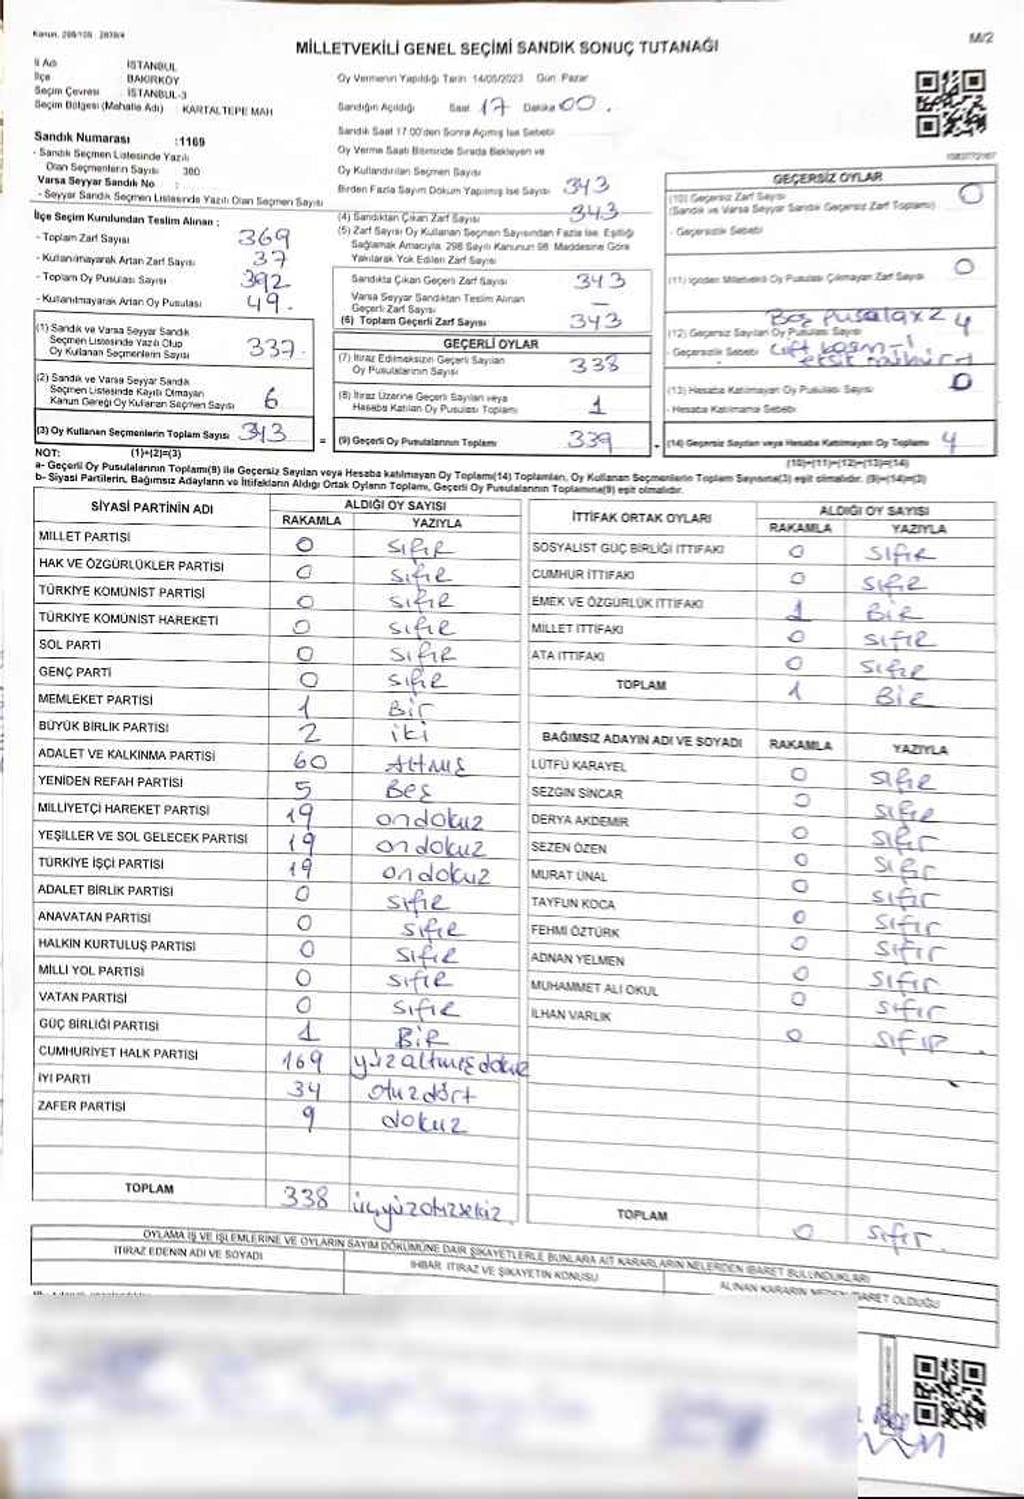 MİLLETVEKİLİ GENEL SEÇİMİ SANDIK SONUÇ TUTANAĞI
M/2
İl Adı İSTANBUL
İlçe BAKIRKÖY
Seçim Çevresi İSTANBUL-3
Seçim Bölgesi (Mahalle Adı) KARTALTEPE MAH
Oy Vermenin Yapıldığı Tarih 14/05/2023 Gün Pazar
Sandığın Açıldığı Saat 17 Dakika 00.
Sandık Saat 17:00'den Sonra Açılmış İse Sebebi
Oy Verme Saati Bitiminde Sırada Bekleyen ve
Oy Kullandırılan Seçmen Sayısı
Birden Fazla Sayım Döküm Yapılmış İse Sayısı 343
Sandık Numarası :1169
- Sandık Seçmen Listesinde Yazılı
Olan Seçmenlerin Sayısı 380
Varsa Seyyar Sandık No :
- Seyyar Sandık Seçmen Listesinde Yazılı Olan Seçmen Sayısı
İlçe Seçim Kurulundan Teslim Alınan :
- Toplam Zarf Sayısı 369
- Kullanılmayarak Artan Zarf Sayısı 37
- Toplam Oy Pusulası Sayısı 392
- Kullanılmayarak Artan Oy Pusulası 49.
(1) Sandık ve Varsa Seyyar Sandık
Seçmen Listesinde Yazılı Olup
Oy Kullanan Seçmenlerin Sayısı 337.
(2) Sandık ve Varsa Seyyar Sandık
Seçmen Listesinde Kayıtlı Olmayan
Kanun Gereği Oy Kullanan Seçmen Sayısı 6
(3) Oy Kullanan Seçmenlerin Toplam Sayısı 343
(4) Sandıktan Çıkan Zarf Sayısı 343
(5) Zarf Sayısı Oy Kullanan Seçmen Sayısından Fazla İse, Eşitliği
Sağlamak Amacıyla, 298 Sayılı Kanunun 98. Maddesine Göre
Yakılarak Yok Edilen Zarf Sayısı
Sandıkta Çıkan Geçerli Zarf Sayısı 343
Varsa Seyyar Sandıktan Teslim Alınan
Geçerli Zarf Sayısı —
(6) Toplam Geçerli Zarf Sayısı 343
GEÇERLİ OYLAR
(7) İtiraz Edilmeksizin Geçerli Sayılan
Oy Pusulalarının Sayısı 338
(8) İtiraz Üzerine Geçerli Sayılan veya
Hesaba Katılan Oy Pusulası Toplamı 1
= (9) Geçerli Oy Pusulalarının Toplamı 339
GEÇERSİZ OYLAR
(10) Geçersiz Zarf Sayısı 0
(Sandık ve Varsa Seyyar Sandık Geçersiz Zarf Toplamı)
- Geçersizlik Sebebi
(11) İçinden Milletvekili Oy Pusulası Çıkmayan Zarf Sayısı 0
Boş pusula x 2 4
(12) Geçersiz Sayılan Oy Pusulası Sayısı
- Geçersizlik Sebebi Çift basım-1
eksik mühür 1
(13) Hesaba Katılmayan Oy Pusulası Sayısı 0
- Hesaba Katılmama Sebebi
(14) Geçersiz Sayılan veya Hesaba Katılmayan Oy Toplamı 4
NOT: (1)+(2)=(3)
(10)+(11)+(12)+(13)=(14)
a- Geçerli Oy Pusulalarının Toplamı(9) ile Geçersiz Sayılan veya Hesaba katılmayan Oy Toplamı(14) Toplamları, Oy Kullanan Seçmenlerin Toplam Sayısına(3) eşit olmalıdır. (9)+(14)=(3)
b- Siyasi Partilerin, Bağımsız Adayların ve İttifakların Aldığı Ortak Oyların Toplamı, Geçerli Oy Pusulalarının Toplamına(9) eşit olmalıdır.
SİYASİ PARTİNİN ADI ALDIĞI OY SAYISI
RAKAMLA YAZIYLA
MİLLET PARTİSİ 0 sıfır
HAK VE ÖZGÜRLÜKLER PARTİSİ 0 sıfır
TÜRKİYE KOMÜNİST PARTİSİ 0 sıfır
TÜRKİYE KOMÜNİST HAREKETİ 0 sıfır
SOL PARTİ 0 sıfır
GENÇ PARTİ 0 sıfır
MEMLEKET PARTİSİ 1 Bir
BÜYÜK BİRLİK PARTİSİ 2 iki
ADALET VE KALKINMA PARTİSİ 60 Altmış
YENİDEN REFAH PARTİSİ 5 Beş
MİLLİYETÇİ HAREKET PARTİSİ 19 ondokuz
YEŞİLLER VE SOL GELECEK PARTİSİ 19 ondokuz
TÜRKİYE İŞÇİ PARTİSİ 19 ondokuz
ADALET BİRLİK PARTİSİ 0 sıfır
ANAVATAN PARTİSİ 0 sıfır
HALKIN KURTULUŞ PARTİSİ 0 sıfır
MİLLİ YOL PARTİSİ 0 sıfır
VATAN PARTİSİ 0 sıfır
GÜÇ BİRLİĞİ PARTİSİ 1 Bir
CUMHURİYET HALK PARTİSİ 169 yüzaltmışdokuz
İYİ PARTİ 34 otuzdört
ZAFER PARTİSİ 9 dokuz
TOPLAM 338 üçyüzotuzsekiz
İTTİFAK ORTAK OYLARI ALDIĞI OY SAYISI
RAKAMLA YAZIYLA
SOSYALİST GÜÇ BİRLİĞİ İTTİFAKI 0 sıfır
CUMHUR İTTİFAKI 0 sıfır
EMEK VE ÖZGÜRLÜK İTTİFAKI 1 Bir
MİLLET İTTİFAKI 0 sıfır
ATA İTTİFAKI 0 sıfır
TOPLAM 1 Bir
BAĞIMSIZ ADAYIN ADI VE SOYADI RAKAMLA YAZIYLA
LÜTFÜ KARAYEL 0 sıfır
SEZGİN SİNCAR 0 sıfır
DERYA AKDEMİR 0 sıfır
SEZEN ÖZEN 0 sıfır
MURAT ÜNAL 0 sıfır
TAYFUN KOCA 0 sıfır
FEHMİ ÖZTÜRK 0 sıfır
ADNAN YELMEN 0 sıfır
MUHAMMET ALİ OKUL 0 sıfır
İLHAN VARLIK 0 sıfır
TOPLAM 0 sıfır.
OYLAMA İŞ VE İŞLEMLERİNE VE OYLARIN SAYIM DÖKÜMÜNE DAİR ŞİKAYETLERLE BUNLARA AİT KARARLARIN NELERDEN İBARET BULUNDUKLARI
İTİRAZ EDENİN ADI VE SOYADI İHBAR, İTİRAZ VE ŞİKAYETİN KONUSU ALINAN KARARIN NEDEN İBARET OLDUĞU